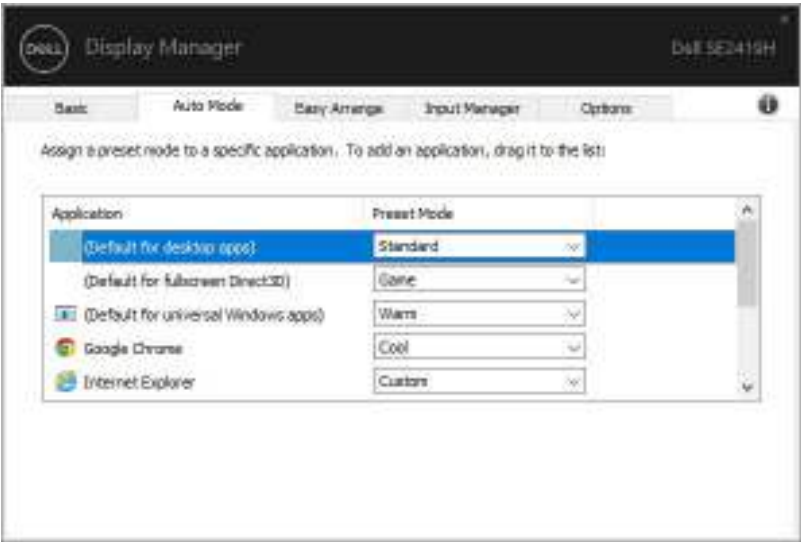 DELL
Display Manager
Dell SE2419H
Basic
Auto Mode
Easy Arrange
Input Manager
Options
Assign a preset mode to a specific application. To add an application, drag it to the list:
Application
Preset Mode
(Default for desktop apps)
Standard
(Default for fullscreen Direct3D)
Game
(Default for universal Windows apps)
Warm
Google Chrome
Cool
Internet Explorer
Custom